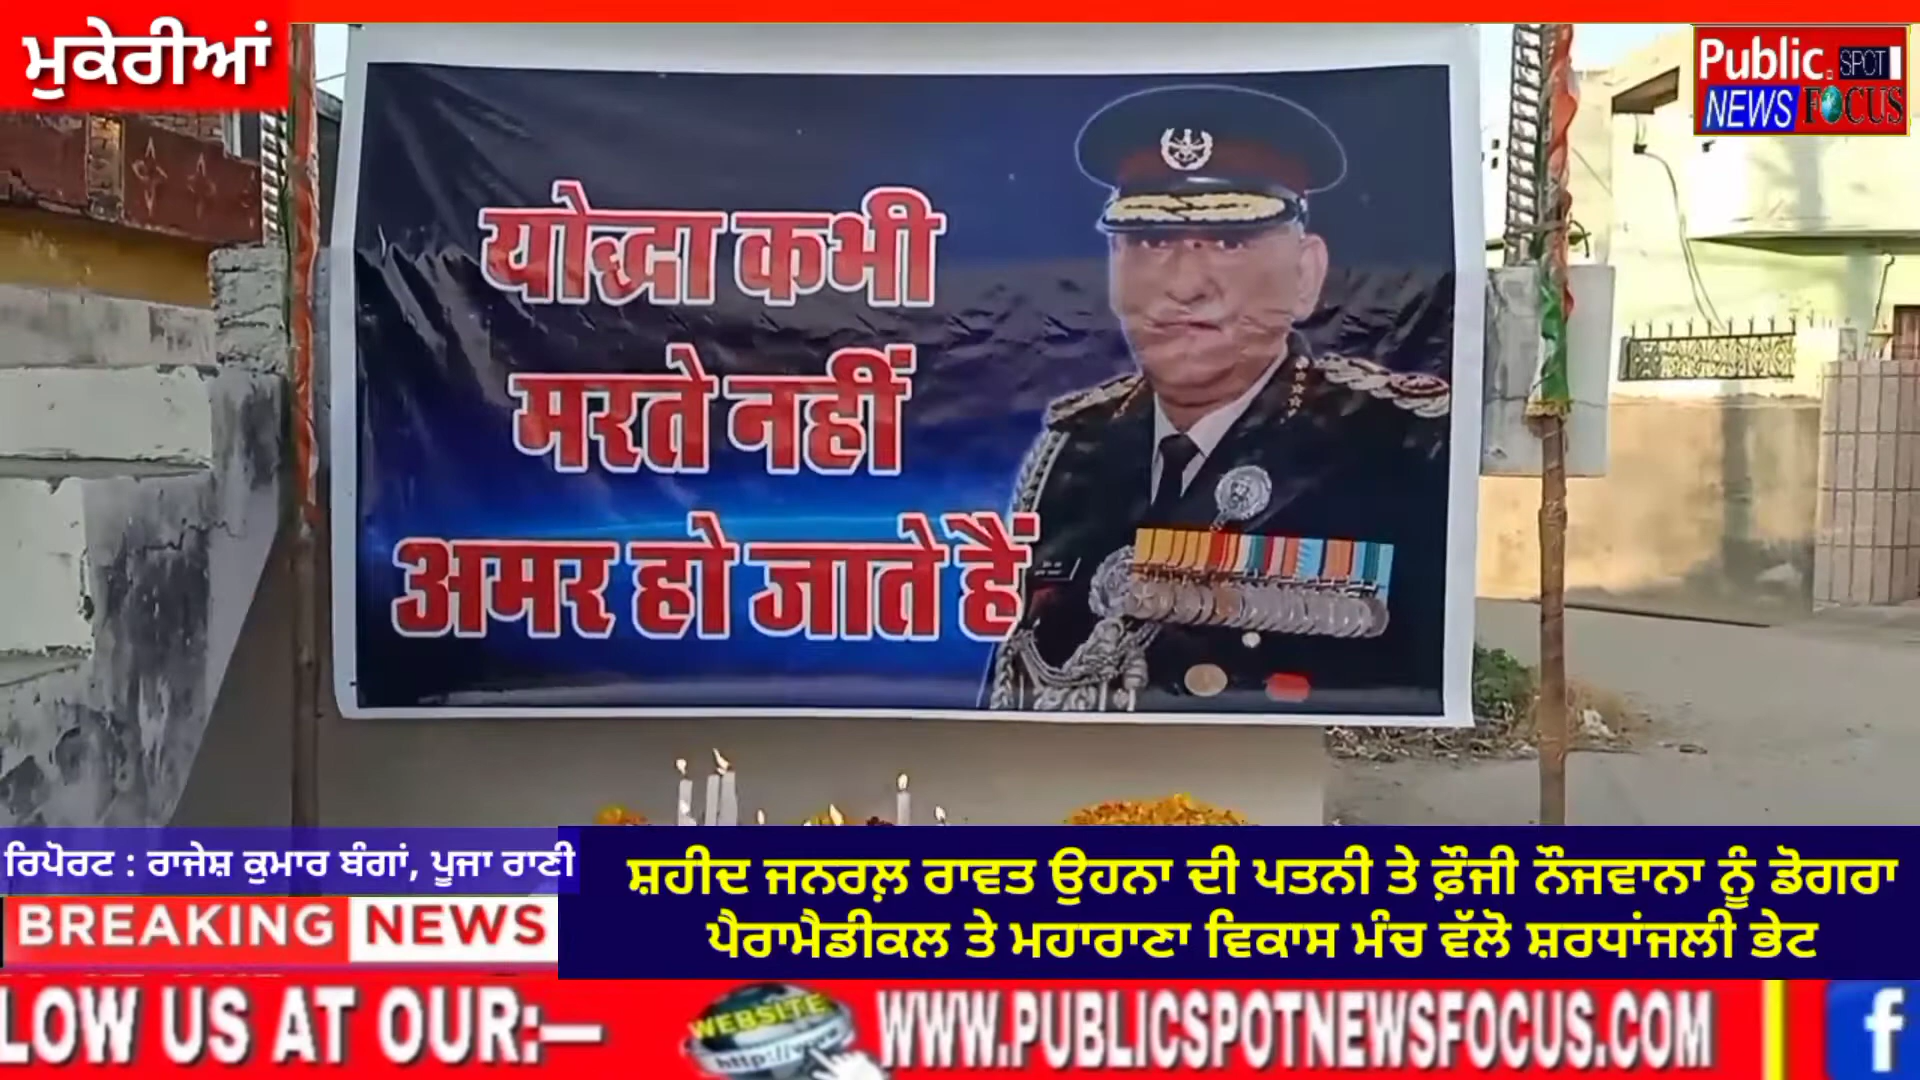 ਮੁਕੇਰੀਆਂ
Public. SPOT
NEWS FOCUS
योद्धा कभी
मरते नहीं
अमर हो जाते हैं
ਰਿਪੋਰਟ : ਰਾਜੇਸ਼ ਕੁਮਾਰ ਬੰਗਾਂ, ਪੂਜਾ ਰਾਣੀ
BREAKING NEWS
ਸ਼ਹੀਦ ਜਨਰਲ਼ ਰਾਵਤ ਉਹਨਾ ਦੀ ਪਤਨੀ ਤੇ ਫ਼ੌਜੀ ਨੌਜਵਾਨਾ ਨੂੰ ਡੋਗਰਾ
ਪੈਰਾਮੈਡੀਕਲ ਤੇ ਮਹਾਰਾਣਾ ਵਿਕਾਸ ਮੰਚ ਵੱਲੋ ਸ਼ਰਧਾਂਜਲੀ ਭੇਟ
LOW US AT OUR:— WEBSITE WWW.PUBLICSPOTNEWSFOCUS.COM f